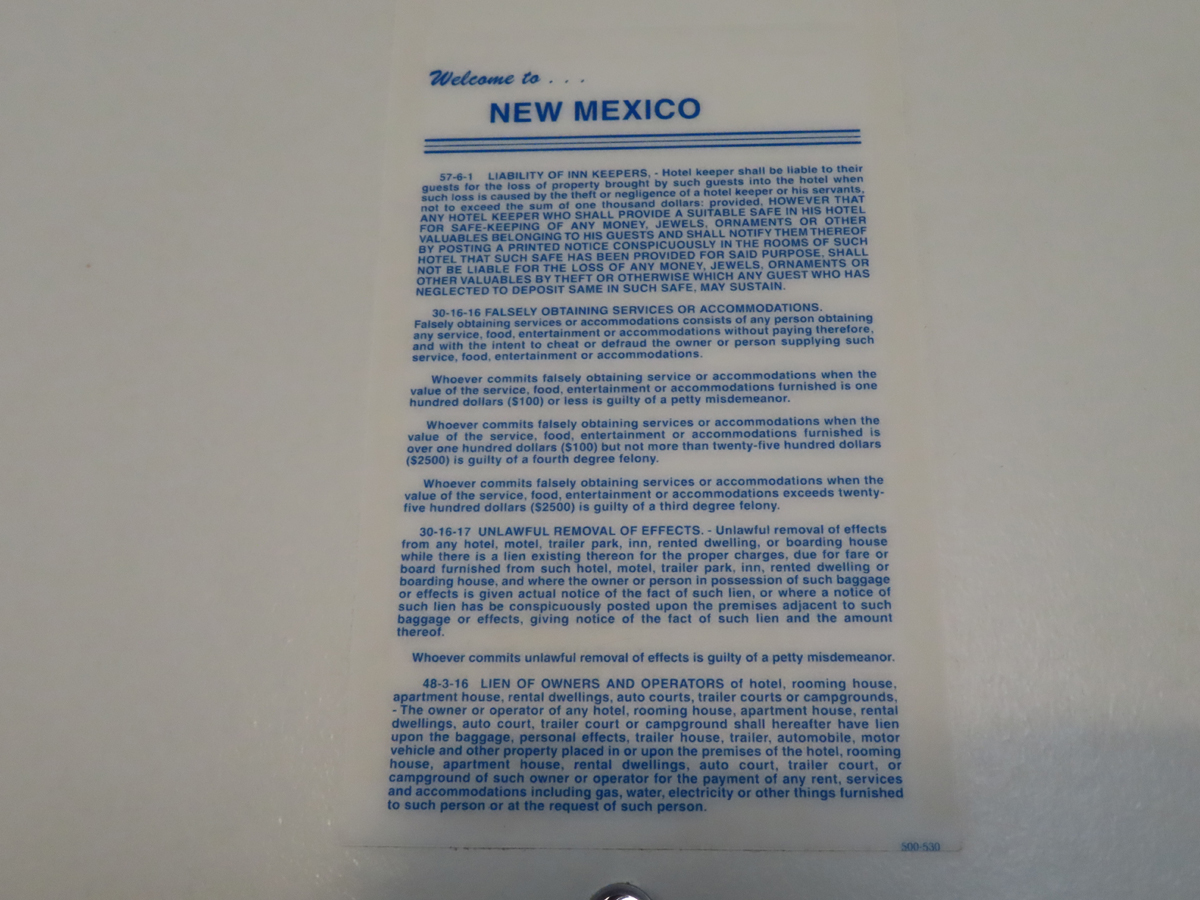 Welcome to . . .
NEW MEXICO
57-6-1 LIABILITY OF INN KEEPERS, - Hotel keeper shall be liable to their
guests for the loss of property brought by such guests into the hotel when
such loss is caused by the theft or negligence of a hotel keeper or his servants,
not to exceed the sum of one thousand dollars: provided, HOWEVER THAT
ANY HOTEL KEEPER WHO SHALL PROVIDE A SUITABLE SAFE IN HIS HOTEL
FOR SAFE-KEEPING OF ANY MONEY, JEWELS, ORNAMENTS OR OTHER
VALUABLES BELONGING TO HIS GUESTS AND SHALL NOTIFY THEM THEREOF
BY POSTING A PRINTED NOTICE CONSPICUOUSLY IN THE ROOMS OF SUCH
HOTEL THAT SUCH SAFE HAS BEEN PROVIDED FOR SAID PURPOSE, SHALL
NOT BE LIABLE FOR THE LOSS OF ANY MONEY, JEWELS, ORNAMENTS OR
OTHER VALUABLES BY THEFT OR OTHERWISE WHICH ANY GUEST WHO HAS
NEGLECTED TO DEPOSIT SAME IN SUCH SAFE, MAY SUSTAIN.
30-16-16 FALSELY OBTAINING SERVICES OR ACCOMMODATIONS.
Falsely obtaining services or accommodations consists of any person obtaining
any service, food, entertainment or accommodations without paying therefore,
and with the intent to cheat or defraud the owner or person supplying such
service, food, entertainment or accommodations.
Whoever commits falsely obtaining service or accommodations when the
value of the service, food, entertainment or accommodations furnished is one
hundred dollars ($100) or less is guilty of a petty misdemeanor.
Whoever commits falsely obtaining services or accommodations when the
value of the service, food, entertainment or accommodations furnished is
over one hundred dollars ($100) but not more than twenty-five hundred dollars
($2500) is guilty of a fourth degree felony.
Whoever commits falsely obtaining services or accommodations when the
value of the service, food, entertainment or accommodations exceeds twenty-
five hundred dollars ($2500) is guilty of a third degree felony.
30-16-17 UNLAWFUL REMOVAL OF EFFECTS. - Unlawful removal of effects
from any hotel, motel, trailer park, inn, rented dwelling, or boarding house
while there is a lien existing thereon for the proper charges, due for fare or
board furnished from such hotel, motel, trailer park, inn, rented dwelling or
boarding house, and where the owner or person in possession of such baggage
or effects is given actual notice of the fact of such lien, or where a notice of
such lien has be conspicuously posted upon the premises adjacent to such
baggage or effects, giving notice of the fact of such lien and the amount
thereof.
Whoever commits unlawful removal of effects is guilty of a petty misdemeanor.
48-3-16 LIEN OF OWNERS AND OPERATORS of hotel, rooming house,
apartment house, rental dwellings, auto courts, trailer courts or campgrounds.
- The owner or operator of any hotel, rooming house, apartment house, rental
dwellings, auto court, trailer court or campground shall hereafter have lien
upon the baggage, personal effects, trailer house, trailer, automobile, motor
vehicle and other property placed in or upon the premises of the hotel, rooming
house, apartment house, rental dwellings, auto court, trailer court, or
campground of such owner or operator for the payment of any rent, services
and accommodations including gas, water, electricity or other things furnished
to such person or at the request of such person.
500-530